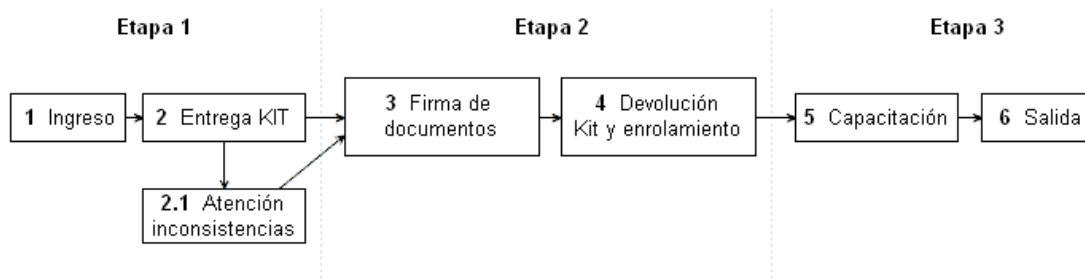 Etapa 1
Etapa 2
Etapa 3
1 Ingreso
2 Entrega KIT
3 Firma de
documentos
4 Devolución
Kit y enrolamiento
5 Capacitación
6 Salida
2.1 Atención
inconsistencias